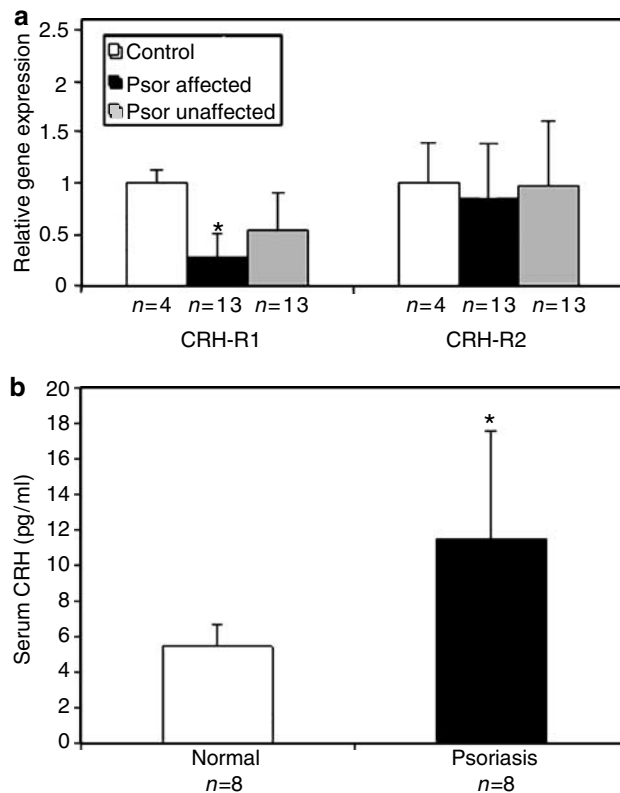 a
Relative gene expression
2.5
2
1.5
1
0.5
0
Control
Psor affected
Psor unaffected
*
n=4 n=13 n=13 n=4 n=13 n=13
CRH-R1 CRH-R2
b
Serum CRH (pg/ml)
20
18
16
14
12
10
8
6
4
2
0
*
Normal Psoriasis
n=8 n=8